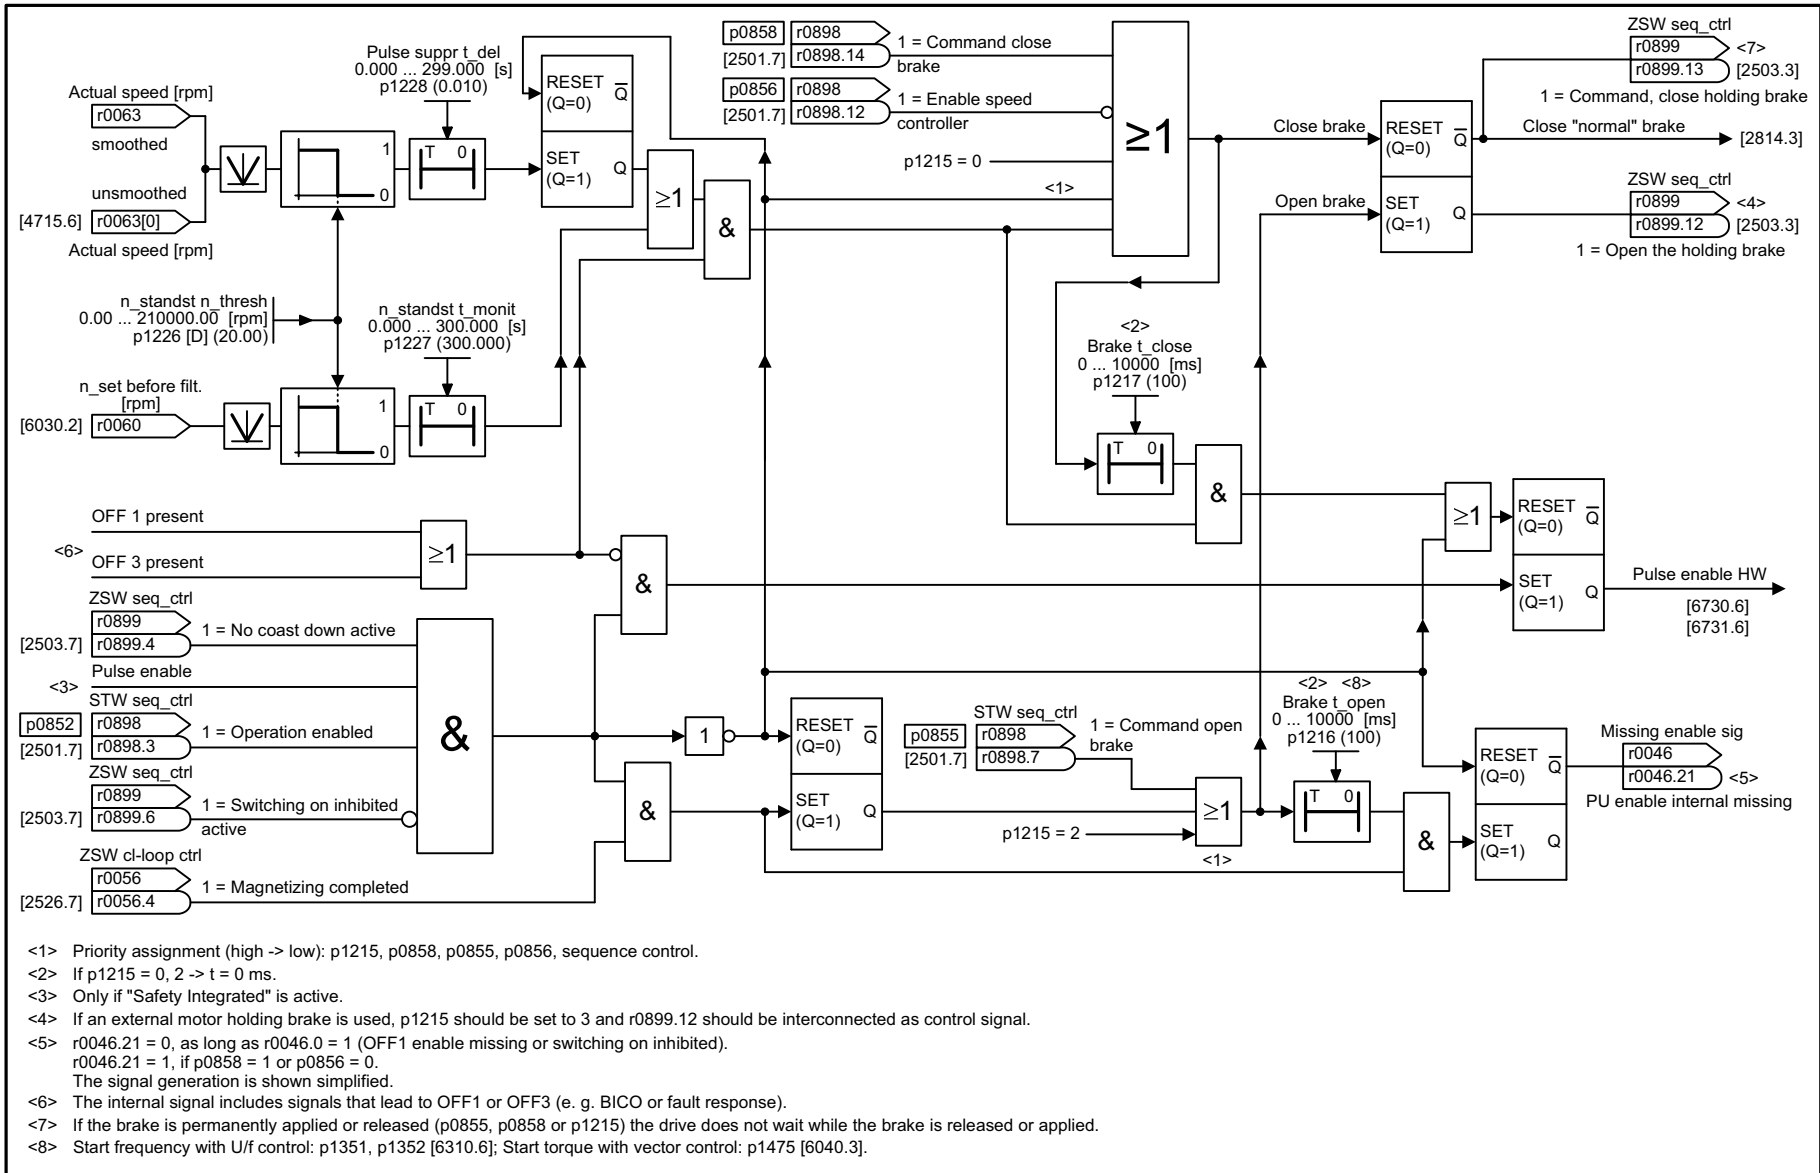 Pulse suppr t_del
0.000 ... 299.000 [s]
p1228 (0.010)
Actual speed [rpm]
r0063
smoothed
unsmoothed
[4715.6] r0063[0]
Actual speed [rpm]
1
0
T 0
RESET
(Q=0) Q̅
SET
(Q=1) Q
≥1
&
n_standst n_thresh
0.00 ... 210000.00 [rpm]
p1226 [D] (20.00)
n_standst t_monit
0.000 ... 300.000 [s]
p1227 (300.000)
n_set before filt.
[rpm]
[6030.2] r0060
1
0
T 0
p0858 r0898
[2501.7] r0898.14
1 = Command close
brake
p0856 r0898
[2501.7] r0898.12
1 = Enable speed
controller
p1215 = 0
<1>
≥1
Close brake
Open brake
RESET
(Q=0) Q̅
SET
(Q=1) Q
ZSW seq_ctrl
r0899 <7>
r0899.13 [2503.3]
1 = Command, close holding brake
Close "normal" brake [2814.3]
ZSW seq_ctrl
r0899 <4>
r0899.12 [2503.3]
1 = Open the holding brake
<2>
Brake t_close
0 ... 10000 [ms]
p1217 (100)
T 0
&
≥1
RESET
(Q=0) Q̅
SET
(Q=1) Q
Pulse enable HW
[6730.6]
[6731.6]
OFF 1 present
<6>
OFF 3 present
≥1
&
ZSW seq_ctrl
r0899
[2503.7] r0899.4
1 = No coast down active
Pulse enable
<3>
STW seq_ctrl
p0852 r0898
[2501.7] r0898.3
1 = Operation enabled
ZSW seq_ctrl
r0899
[2503.7] r0899.6
1 = Switching on inhibited
active
&
ZSW cl-loop ctrl
r0056
[2526.7] r0056.4
1 = Magnetizing completed
1
&
RESET
(Q=0) Q̅
SET
(Q=1) Q
STW seq_ctrl
p0855 r0898
[2501.7] r0898.7
1 = Command open
brake
p1215 = 2
≥1
<1>
<2> <8>
Brake t_open
0 ... 10000 [ms]
p1216 (100)
T 0
&
RESET
(Q=0) Q̅
SET
(Q=1) Q
Missing enable sig
r0046
r0046.21 <5>
PU enable internal missing
<1> Priority assignment (high -> low): p1215, p0858, p0855, p0856, sequence control.
<2> If p1215 = 0, 2 -> t = 0 ms.
<3> Only if "Safety Integrated" is active.
<4> If an external motor holding brake is used, p1215 should be set to 3 and r0899.12 should be interconnected as control signal.
<5> r0046.21 = 0, as long as r0046.0 = 1 (OFF1 enable missing or switching on inhibited).
r0046.21 = 1, if p0858 = 1 or p0856 = 0.
The signal generation is shown simplified.
<6> The internal signal includes signals that lead to OFF1 or OFF3 (e. g. BICO or fault response).
<7> If the brake is permanently applied or released (p0855, p0858 or p1215) the drive does not wait while the brake is released or applied.
<8> Start frequency with U/f control: p1351, p1352 [6310.6]; Start torque with vector control: p1475 [6040.3].